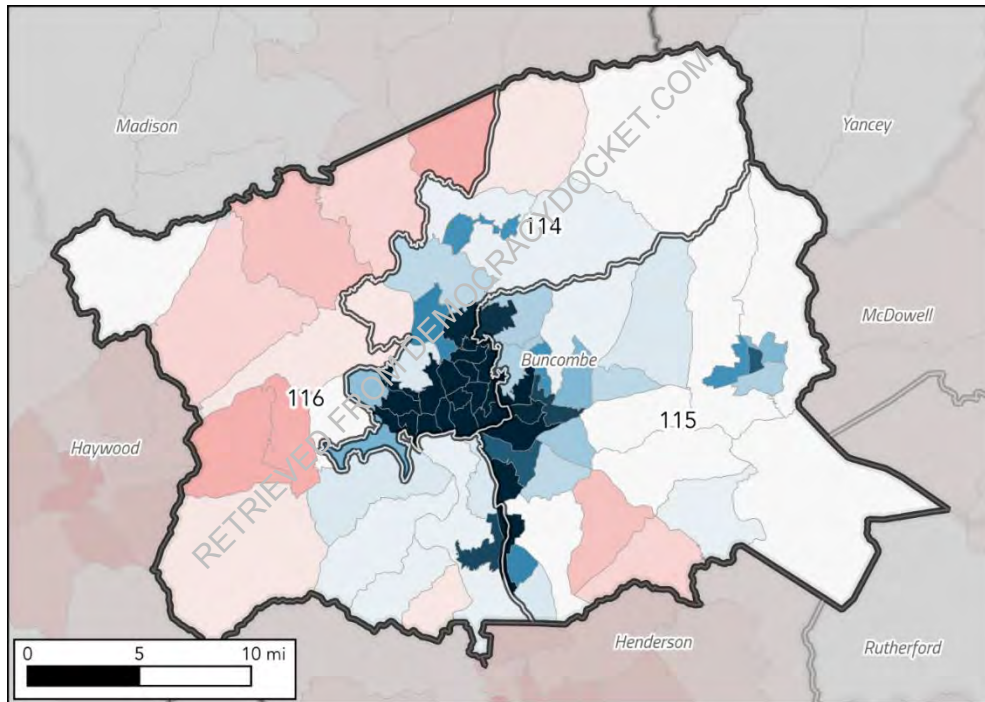 Madison
Yancey
114
McDowell
Buncombe
116
115
Haywood
RETRIEVED FROM DEMOCRACYDOCKET.COM
Henderson
Rutherford
0 5 10 mi